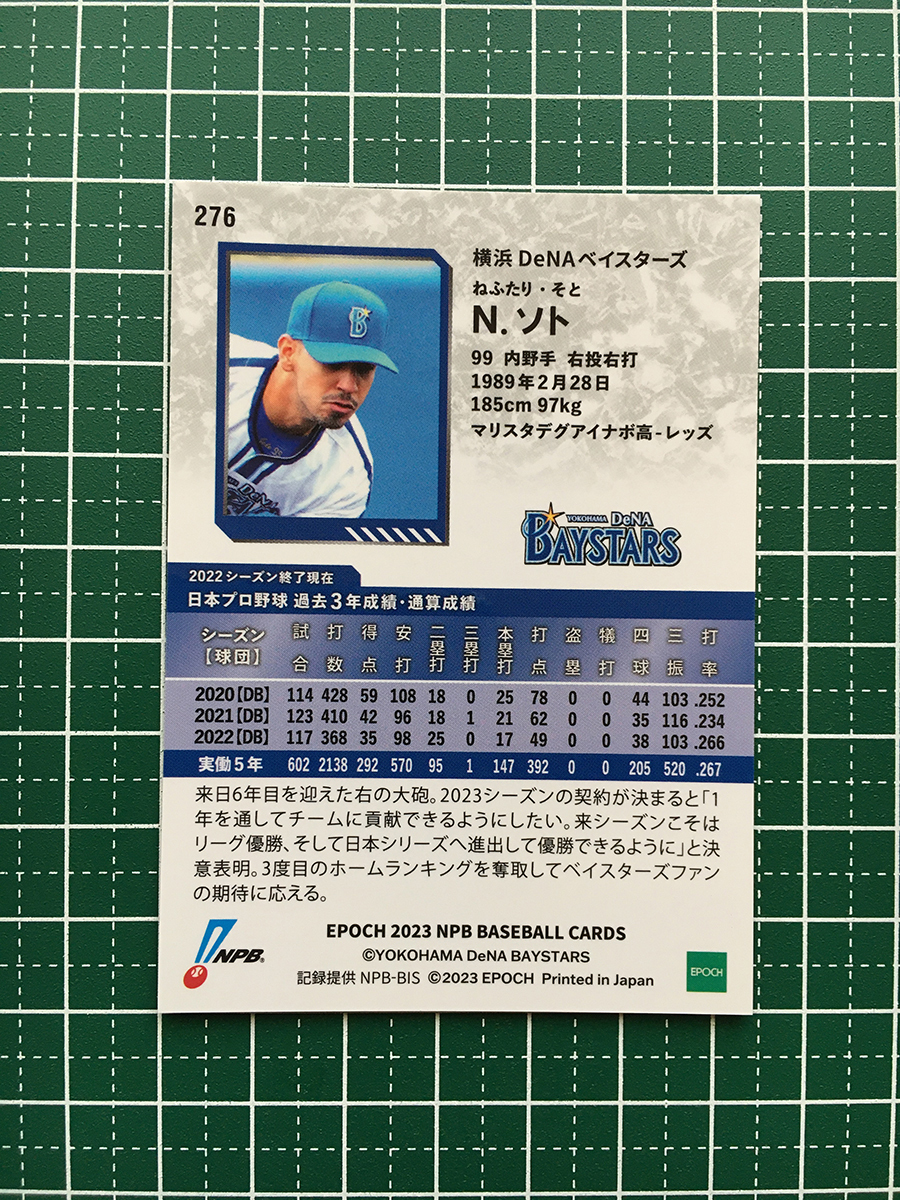 276
横浜 DeNAベイスターズ
ねふたり・そと
N. ソト
99 内野手 右投右打
1989年2月28日
185cm 97kg
マリスタデグアイナボ高-レッズ
YOKOHAMA DeNA
BAYSTARS
2022シーズン終了現在
日本プロ野球 過去3年成績・通算成績
シーズン【球団】 試合 打数 得点 安打 二塁打 三塁打 本塁打 打点 盗塁 犠打 四球 三振 打率
2020【DB】 114 428 59 108 18 0 25 78 0 0 44 103 .252
2021【DB】 123 410 42 96 18 1 21 62 0 0 35 116 .234
2022【DB】 117 368 35 98 25 0 17 49 0 0 38 103 .266
実働5年 602 2138 292 570 95 1 147 392 0 0 205 520 .267
来日6年目を迎えた右の大砲。2023シーズンの契約が決まると「1
年を通してチームに貢献できるようにしたい。来シーズンこそは
リーグ優勝、そして日本シリーズへ進出して優勝できるように」と決
意表明。3度目のホームランキングを奪取してベイスターズファン
の期待に応える。
NPB
EPOCH 2023 NPB BASEBALL CARDS
©YOKOHAMA DeNA BAYSTARS
記録提供 NPB-BIS ©2023 EPOCH Printed in Japan
EPOCH